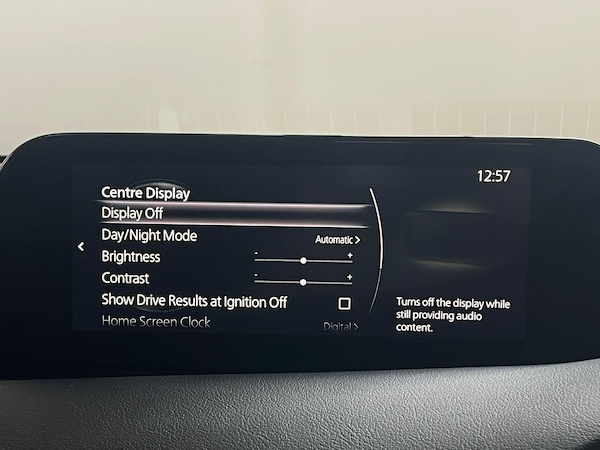 12:57
Centre Display
Display Off
Day/Night Mode
Automatic >
Brightness
- +
Contrast
- +
Show Drive Results at Ignition Off
Home Screen Clock
Digital >
Turns off the display while
still providing audio
content.